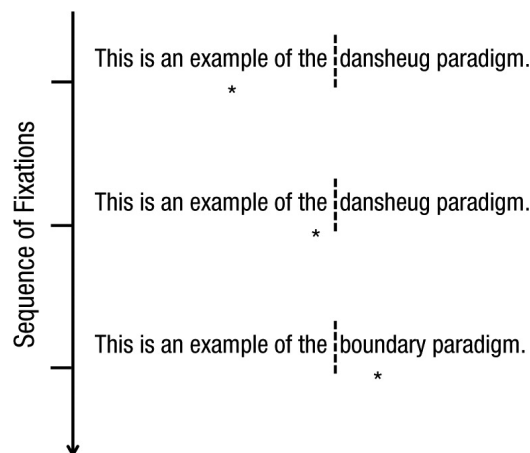 Sequence of Fixations
This is an example of the dansheug paradigm.
*
This is an example of the dansheug paradigm.
*
This is an example of the boundary paradigm.
*